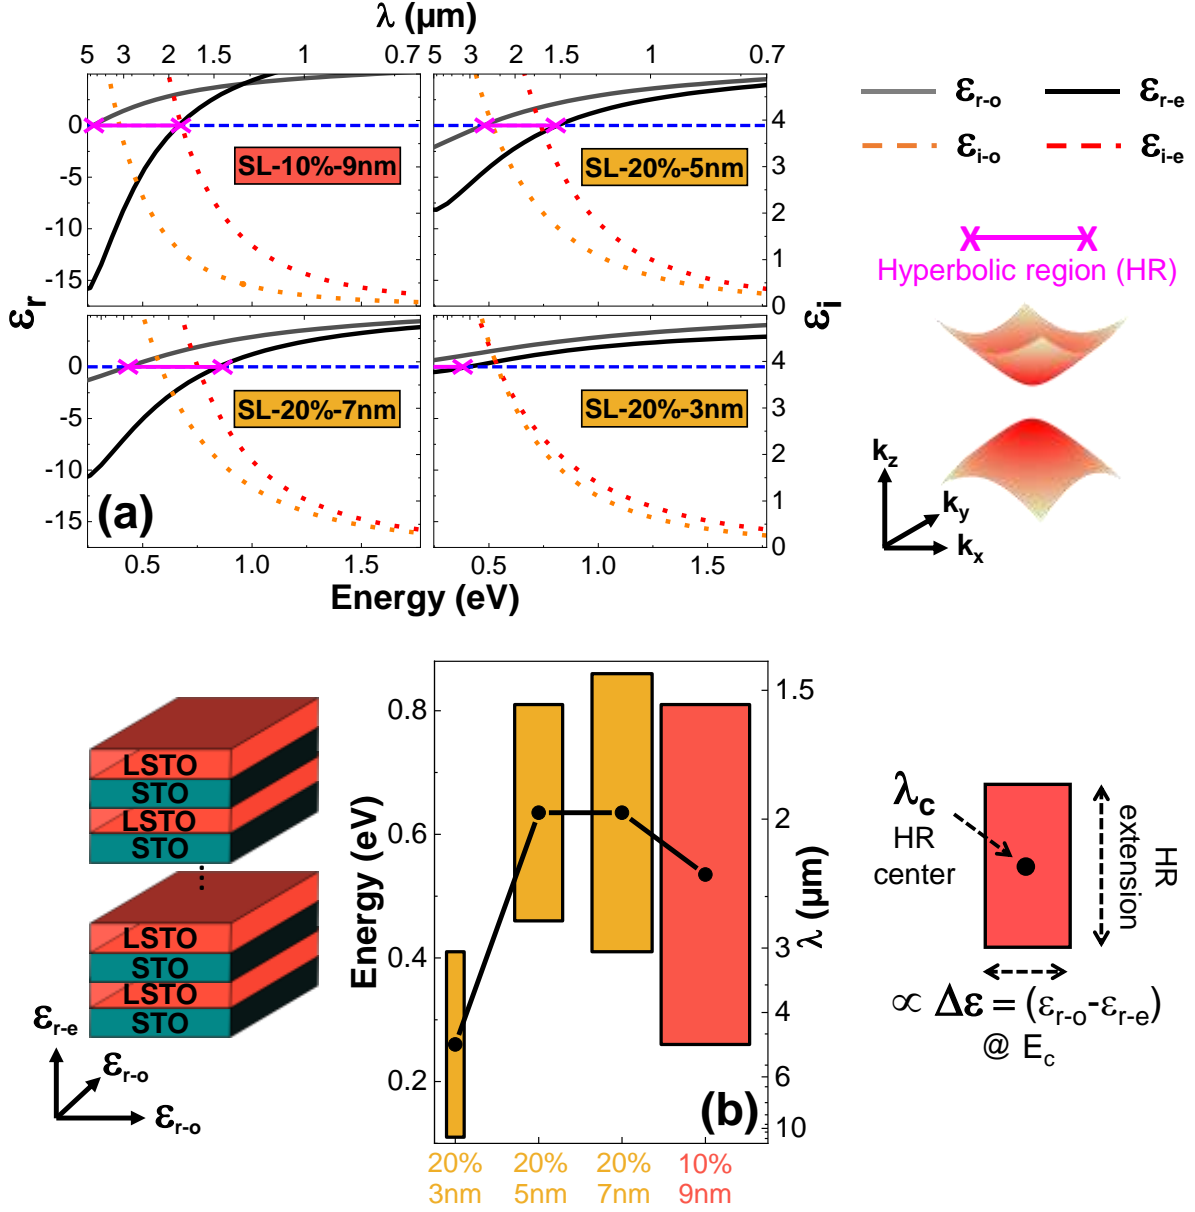 λ (µm)
5 3 2 1.5 1 0.7
5 3 2 1.5 1 0.7
0
-5
-10
-15
SL-10%-9nm
SL-20%-5nm
4
3
2
1
0
εr
εi
0
-5
-10
-15
SL-20%-7nm
SL-20%-3nm
4
3
2
1
0
(a)
0.5 1.0 1.5
0.5 1.0 1.5
Energy (eV)
εr-o
εr-e
εi-o
εi-e
Hyperbolic region (HR)
kz
ky
kx
LSTO
STO
LSTO
STO
LSTO
STO
LSTO
STO
εr-e
εr-o
εr-o
Energy (eV)
0.8
0.6
0.4
0.2
1.5
2
3
4
6
10
λ (µm)
(b)
20% 20% 20% 10%
3nm 5nm 7nm 9nm
λc
HR
center
HR
extension
∝ Δε = (εr-o-εr-e)
@ Ec